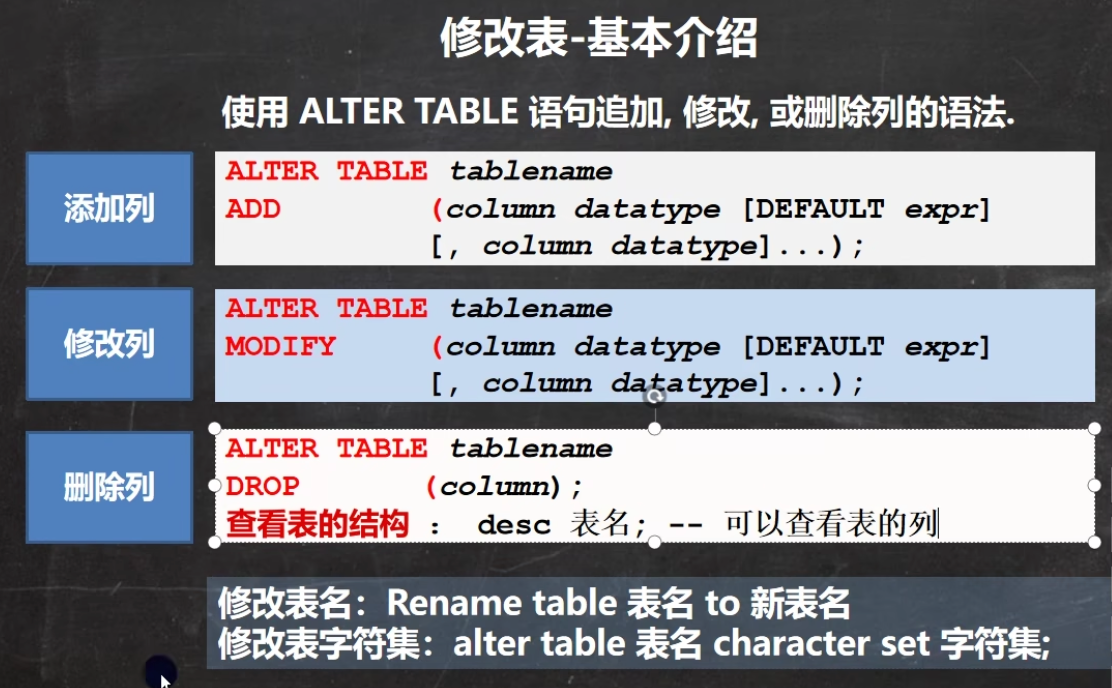 修改表-基本介绍
使用 ALTER TABLE 语句追加, 修改, 或删除列的语法.
添加列
ALTER TABLE tablename
ADD (column datatype [DEFAULT expr]
[, column datatype]...);
修改列
ALTER TABLE tablename
MODIFY (column datatype [DEFAULT expr]
[, column datatype]...);
删除列
ALTER TABLE tablename
DROP (column);
查看表的结构 : desc 表名; -- 可以查看表的列
修改表名：Rename table 表名 to 新表名
修改表字符集：alter table 表名 character set 字符集;